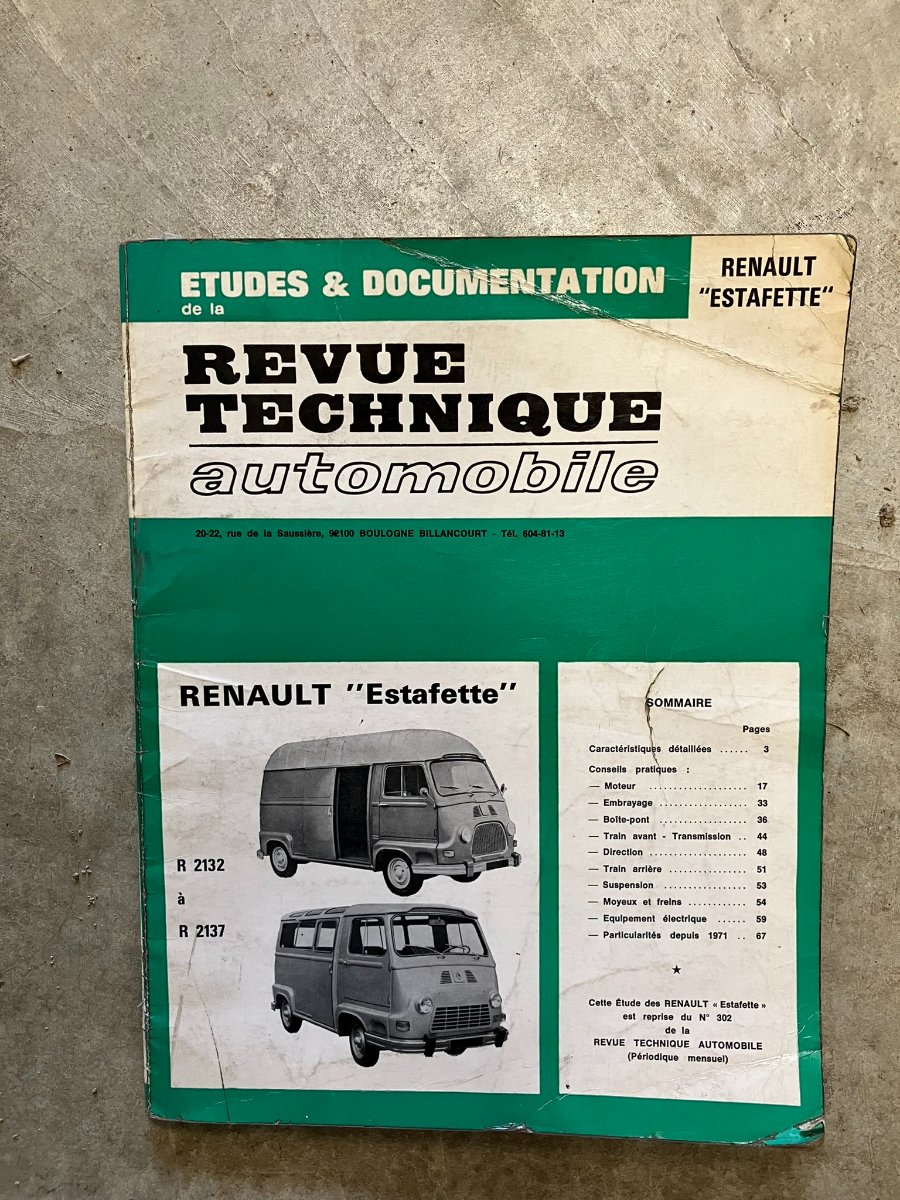 ETUDES & DOCUMENTATION
de la
RENAULT
"ESTAFETTE"
REVUE
TECHNIQUE
automobile
20-22, rue de la Saussière, 92100 BOULOGNE BILLANCOURT - Tél. 604-81-13
RENAULT "Estafette"
R 2132
à
R 2137
SOMMAIRE
Pages
Caractéristiques détaillées ...... 3
Conseils pratiques :
— Moteur .................... 17
— Embrayage ................. 33
— Boîte-pont ................. 36
— Train avant - Transmission .. 44
— Direction ................... 48
— Train arrière ................ 51
— Suspension ................ 53
— Moyeux et freins ............ 54
— Equipement électrique ...... 59
— Particularités depuis 1971 .. 67
★
Cette Étude des RENAULT « Estafette »
est reprise du N° 302
de la
REVUE TECHNIQUE AUTOMOBILE
(Périodique mensuel)